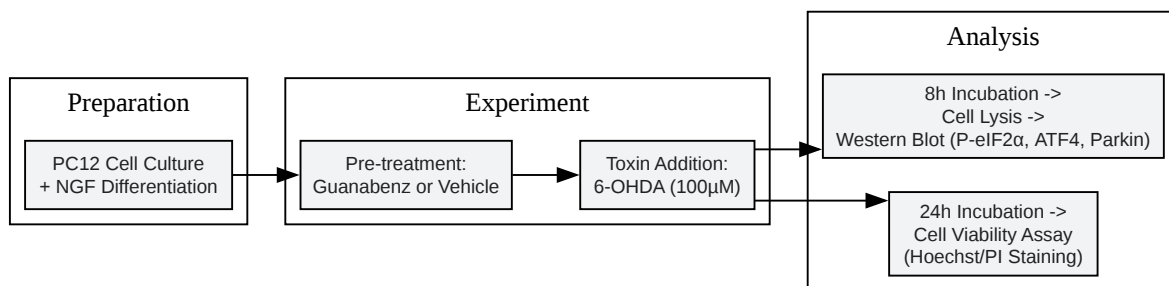 Preparation
PC12 Cell Culture
+ NGF Differentiation
Experiment
Pre-treatment:
Guanabenz or Vehicle
Toxin Addition:
6-OHDA (100µM)
Analysis
8h Incubation ->
Cell Lysis ->
Western Blot (P-eIF2α, ATF4, Parkin)
24h Incubation ->
Cell Viability Assay
(Hoechst/PI Staining)